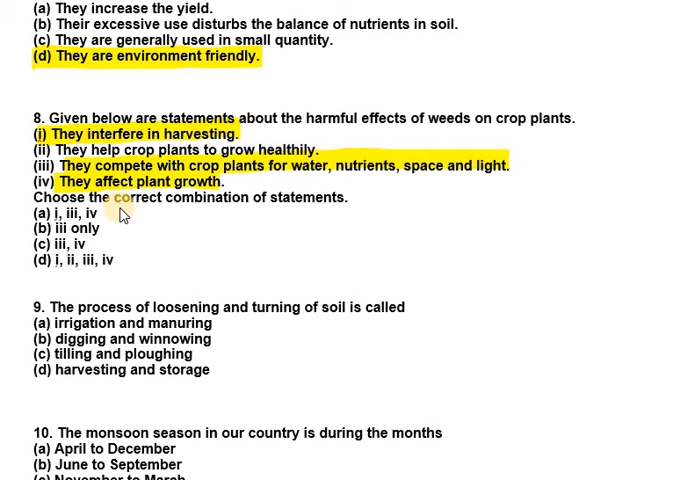 (a) They increase the yield.
(b) Their excessive use disturbs the balance of nutrients in soil.
(c) They are generally used in small quantity.
(d) They are environment friendly.
8. Given below are statements about the harmful effects of weeds on crop plants.
(i) They interfere in harvesting.
(ii) They help crop plants to grow healthily.
(iii) They compete with crop plants for water, nutrients, space and light.
(iv) They affect plant growth.
Choose the correct combination of statements.
(a) i, iii, iv
(b) iii only
(c) iii, iv
(d) i, ii, iii, iv
9. The process of loosening and turning of soil is called
(a) irrigation and manuring
(b) digging and winnowing
(c) tilling and ploughing
(d) harvesting and storage
10. The monsoon season in our country is during the months
(a) April to December
(b) June to September
(c) November to March